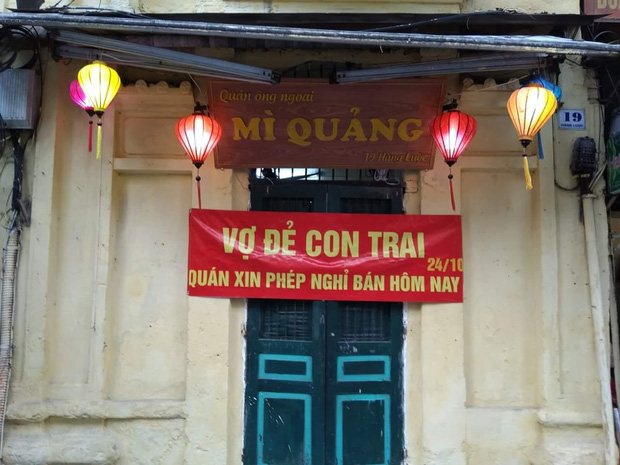 Quán ông ngoại
MÌ QUẢNG
19 Hàng Lược
19
VỢ ĐẺ CON TRAI
24/10
QUÁN XIN PHÉP NGHỈ BÁN HÔM NAY